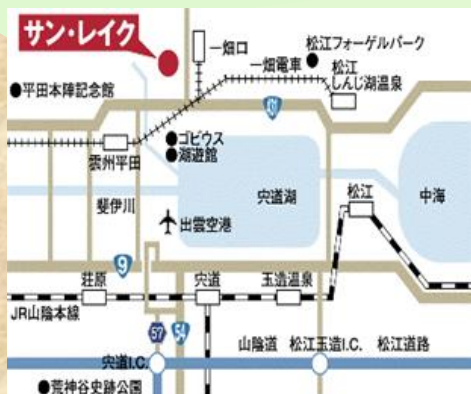 サン・レイク
一畑口
松江フォーゲルパーク
一畑電車
松江
しんじ湖温泉
平田本陣記念館
431
ゴビウス
湖遊館
雲州平田
斐伊川
宍道湖
松江
中海
出雲空港
9
荘原
宍道
玉造温泉
JR山陰本線
57
54
山陰道
松江玉造I.C.
松江道路
宍道I.C.
荒神谷史跡公園